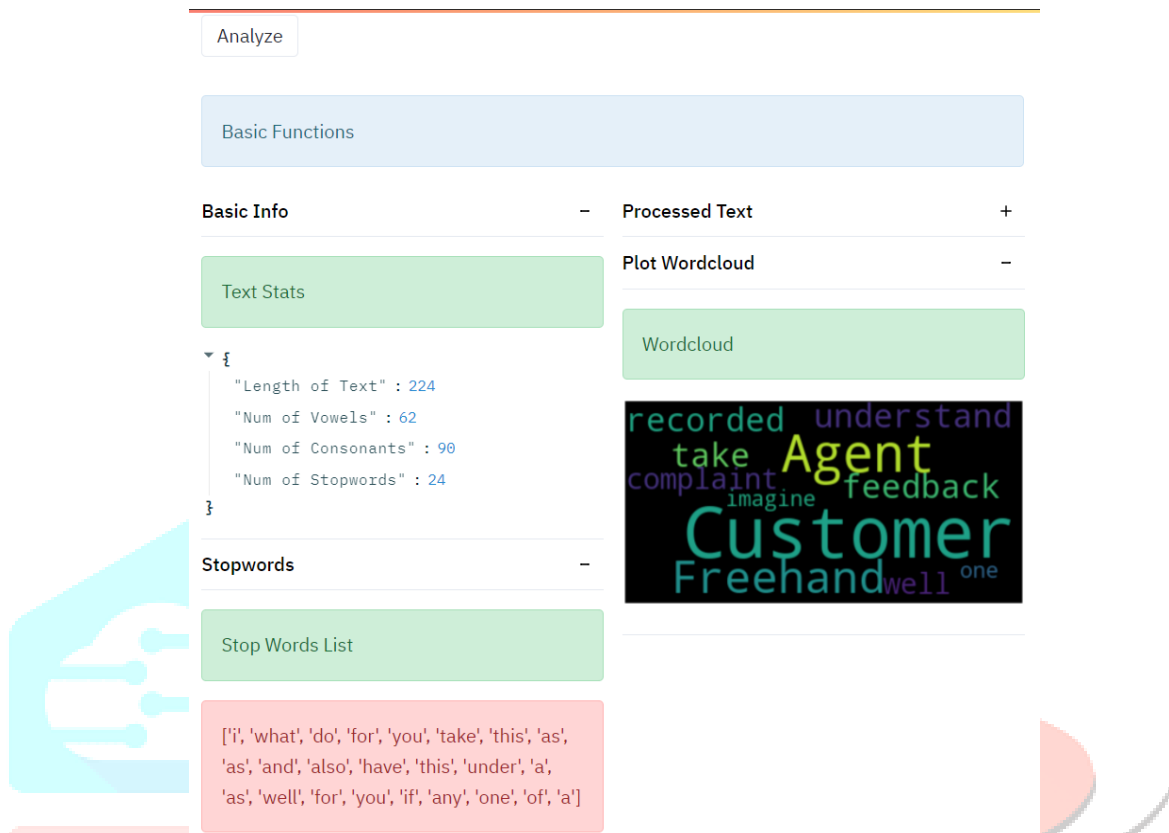 Analyze
Basic Functions
Basic Info −
Text Stats
{
"Length of Text" : 224
"Num of Vowels" : 62
"Num of Consonants" : 90
"Num of Stopwords" : 24
}
Stopwords −
Stop Words List
['i', 'what', 'do', 'for', 'you', 'take', 'this', 'as',
'as', 'and', 'also', 'have', 'this', 'under', 'a',
'as', 'well', 'for', 'you', 'if', 'any', 'one', 'of', 'a']
Processed Text +
Plot Wordcloud −
Wordcloud
recorded understand
take Agent
complaint feedback
imagine
Customer
Freehand well one